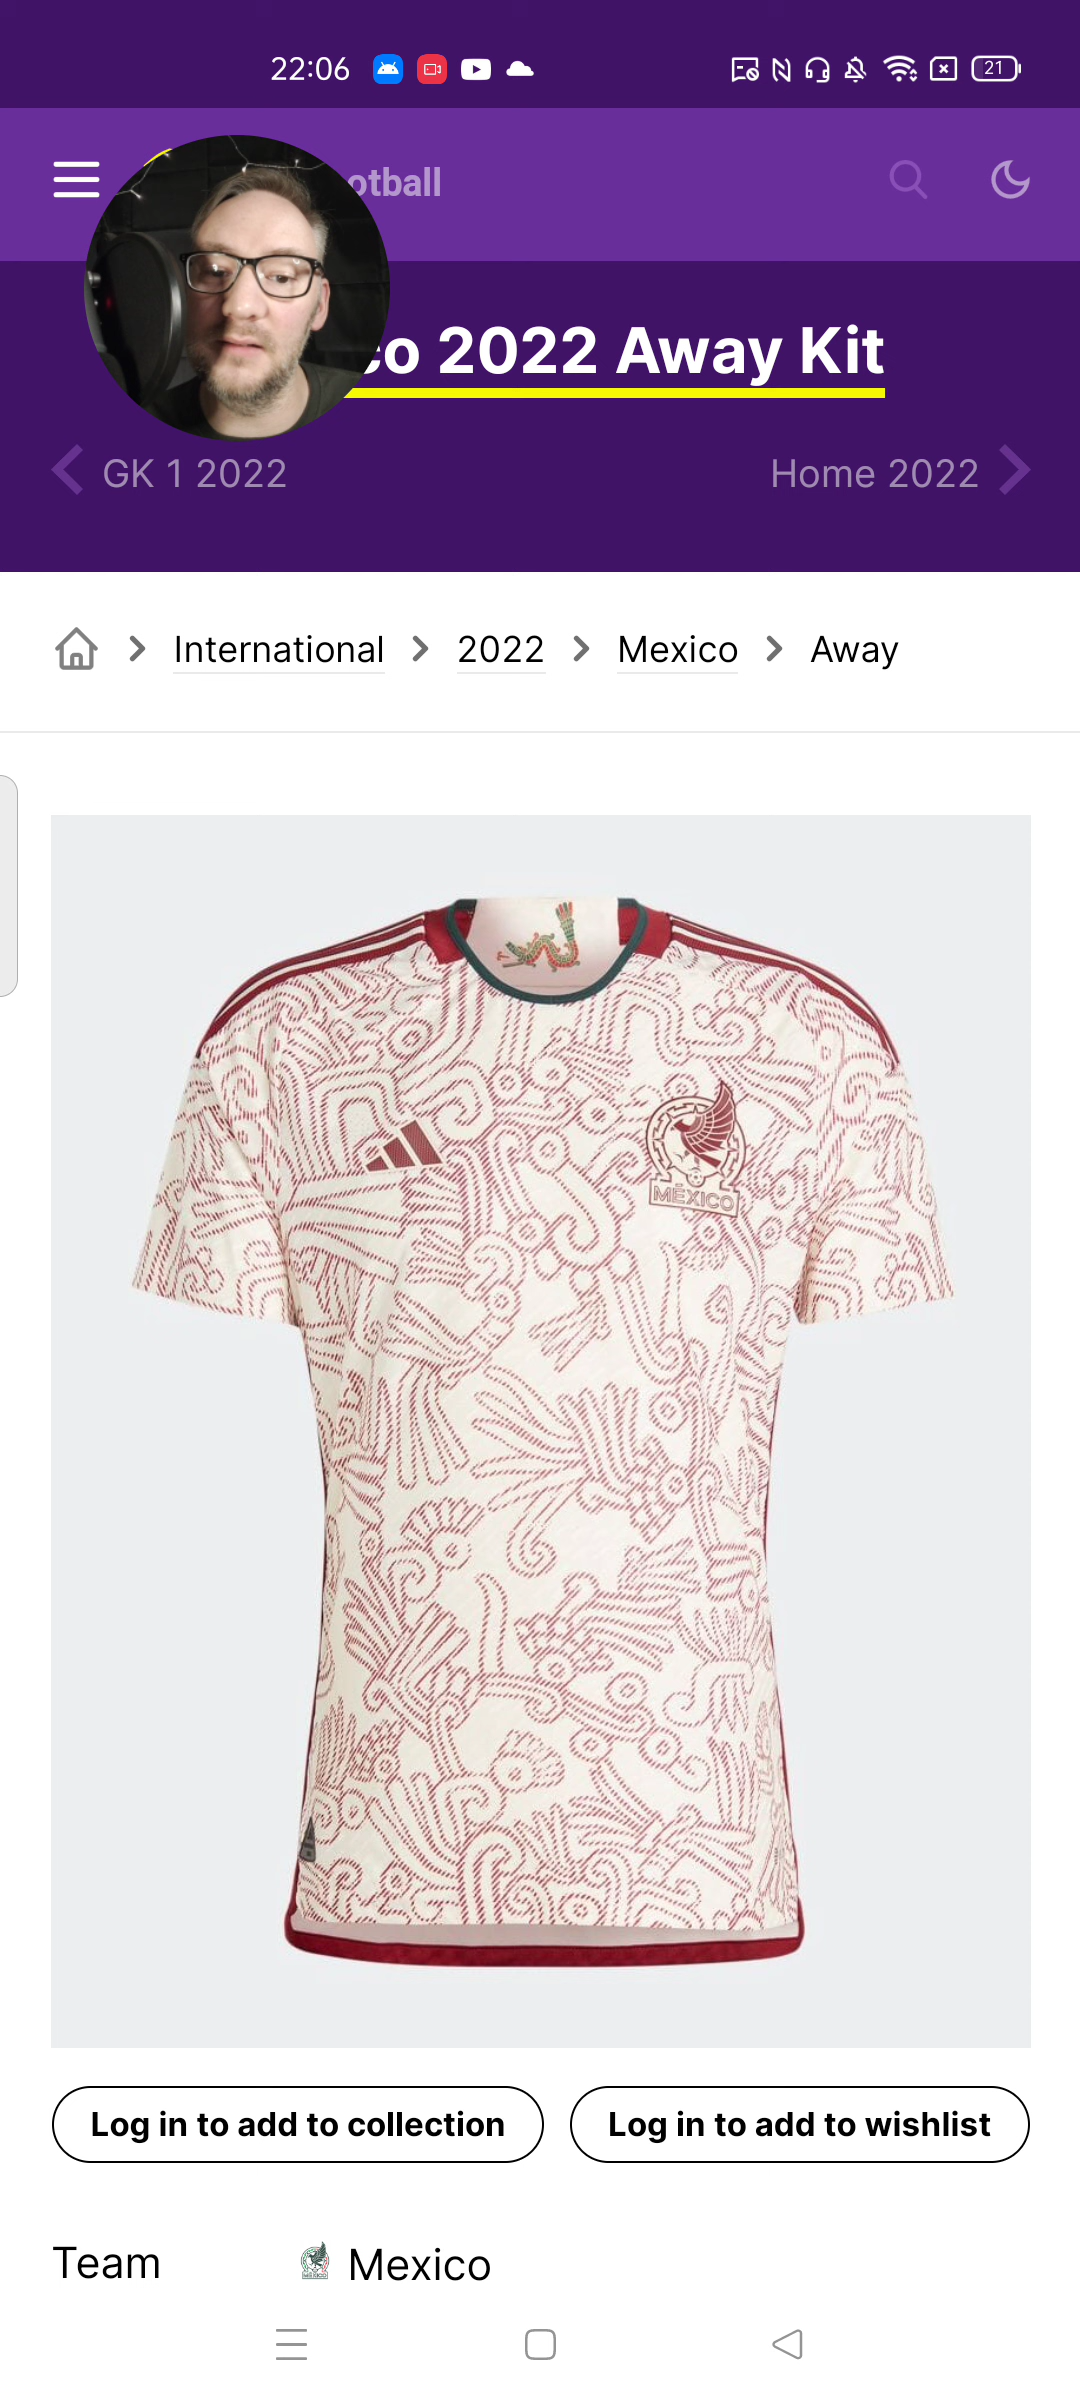 22:06
21
otball
co 2022 Away Kit
GK 1 2022
Home 2022
International
2022
Mexico
Away
MÉXICO
Log in to add to collection
Log in to add to wishlist
Team
Mexico